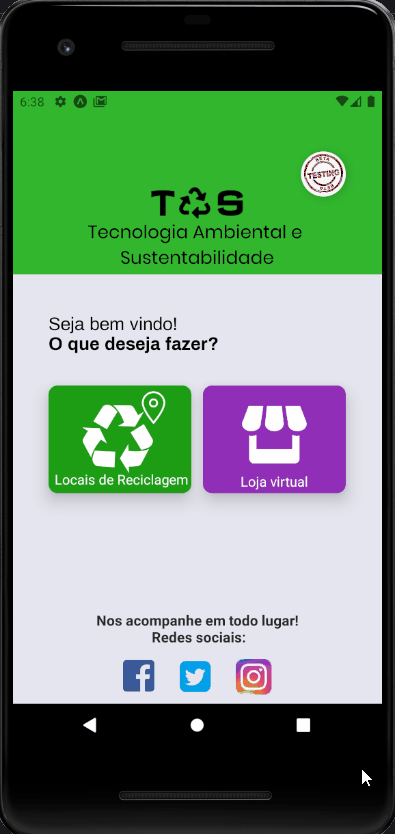 6:38
BETA
TESTING
BETA
T S
Tecnologia Ambiental e
Sustentabilidade
Seja bem vindo!
O que deseja fazer?
Locais de Reciclagem
Loja virtual
Nos acompanhe em todo lugar!
Redes sociais: